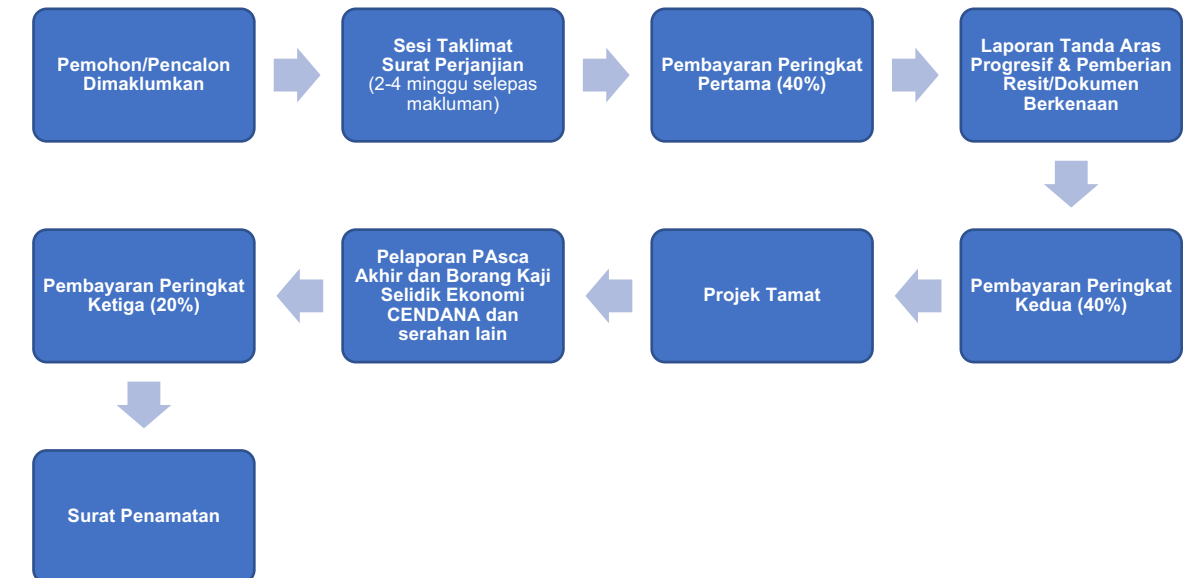 Pemohon/Pencalon
Dimaklumkan
Sesi Taklimat
Surat Perjanjian
(2-4 minggu selepas
makluman)
Pembayaran Peringkat
Pertama (40%)
Laporan Tanda Aras
Progresif & Pemberian
Resit/Dokumen
Berkenaan
Pembayaran Peringkat
Kedua (40%)
Projek Tamat
Pelaporan PAsca
Akhir dan Borang Kaji
Selidik Ekonomi
CENDANA dan
serahan lain
Pembayaran Peringkat
Ketiga (20%)
Surat Penamatan